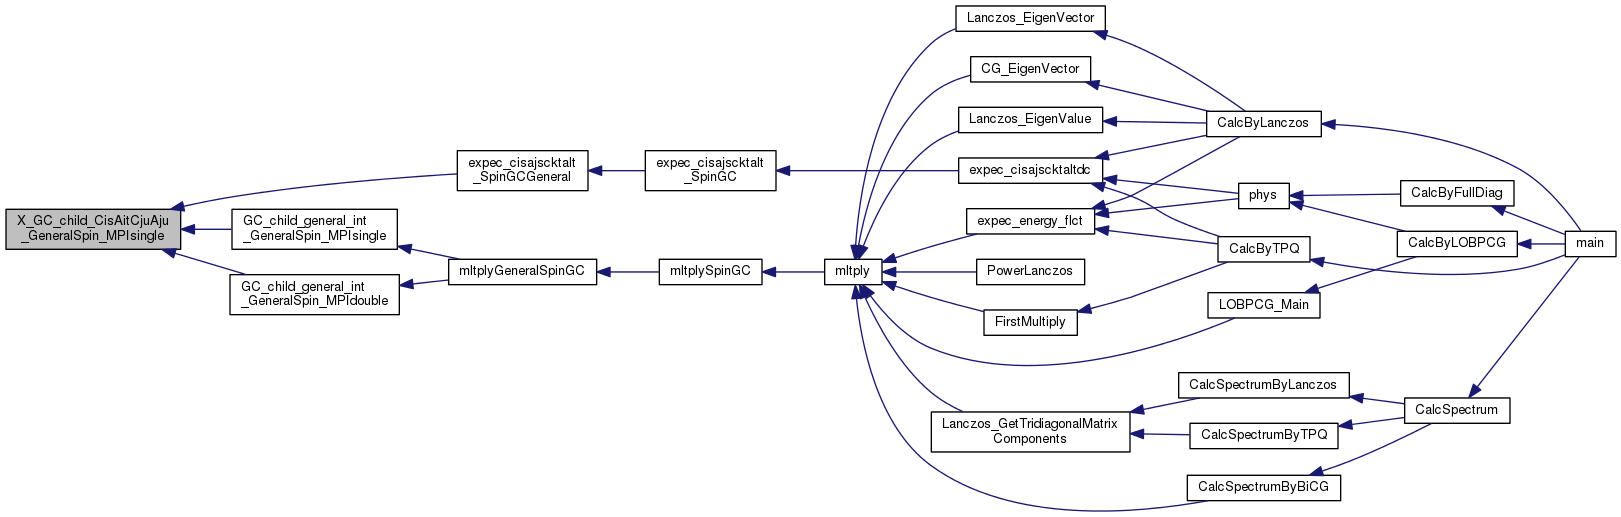 X_GC_child_CisAitCjuAju
_GeneralSpin_MPIsingle
expec_cisajscktalt
_SpinGCGeneral
GC_child_general_int
_GeneralSpin_MPIsingle
GC_child_general_int
_GeneralSpin_MPIdouble
expec_cisajscktalt
_SpinGC
mltplyGeneralSpinGC
mltplySpinGC
mltply
Lanczos_EigenVector
CG_EigenVector
Lanczos_EigenValue
expec_cisajscktaltdc
expec_energy_flct
PowerLanczos
FirstMultiply
Lanczos_GetTridiagonalMatrix
Components
CalcByLanczos
phys
CalcByTPQ
LOBPCG_Main
CalcSpectrumByLanczos
CalcSpectrumByTPQ
CalcSpectrumByBiCG
CalcByFullDiag
CalcByLOBPCG
CalcSpectrum
main